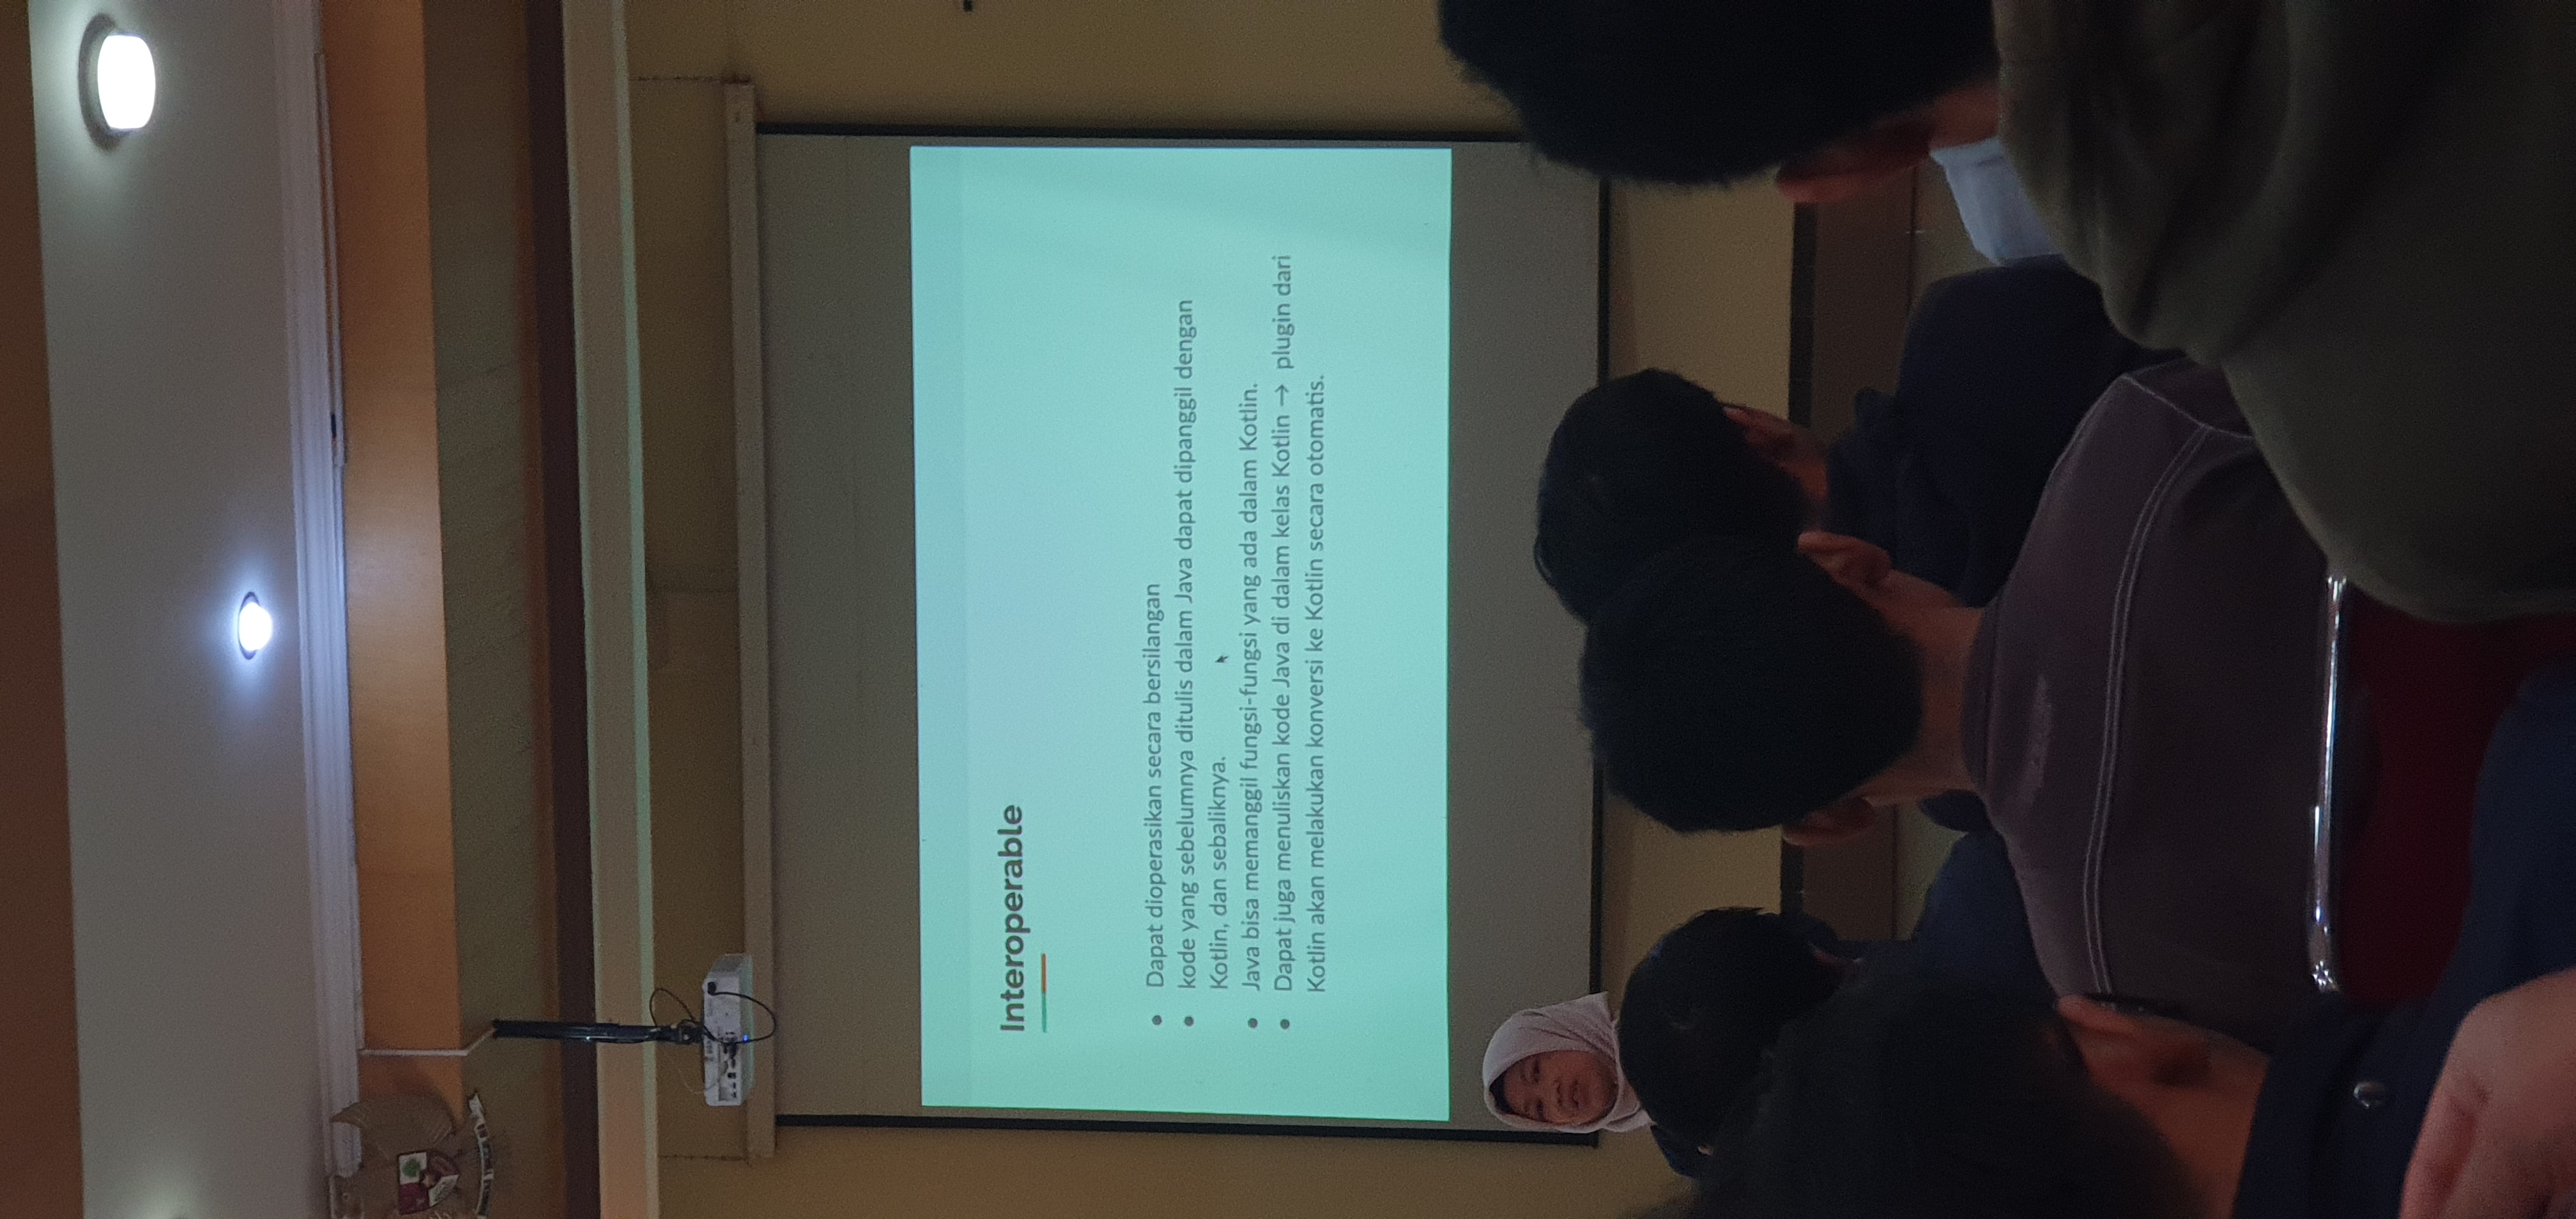 Interoperable
● Dapat dioperasikan secara bersilangan
● kode yang sebelumnya ditulis dalam Java dapat dipanggil dengan
Kotlin, dan sebaliknya.
● Java bisa memanggil fungsi-fungsi yang ada dalam Kotlin.
● Dapat juga menuliskan kode Java di dalam kelas Kotlin → plugin dari
Kotlin akan melakukan konversi ke Kotlin secara otomatis.